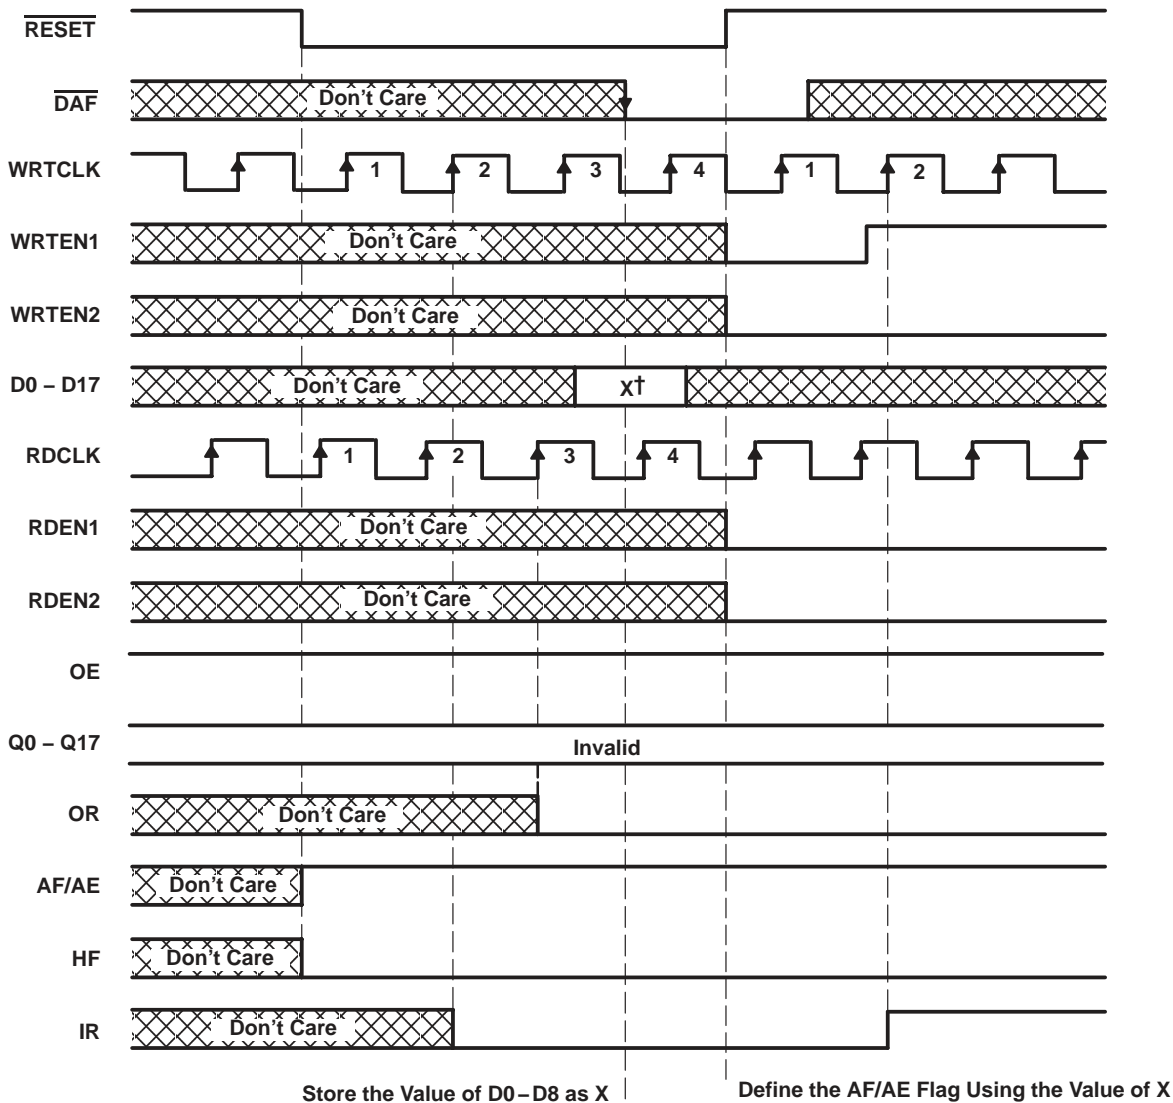 RESET
DAF Don't Care
WRTCLK 1 2 3 4 1 2
WRTEN1 Don't Care
WRTEN2 Don't Care
D0 – D17 Don't Care X†
RDCLK 1 2 3 4
RDEN1 Don't Care
RDEN2 Don't Care
OE
Q0 – Q17 Invalid
OR Don't Care
AF/AE Don't Care
HF Don't Care
IR Don't Care
Store the Value of D0–D8 as X Define the AF/AE Flag Using the Value of X